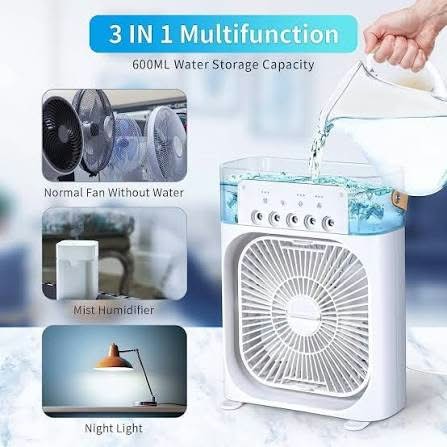 3 IN 1 Multifunction
600ML Water Storage Capacity
Normal Fan Without Water
Mist Humidifier
Night Light